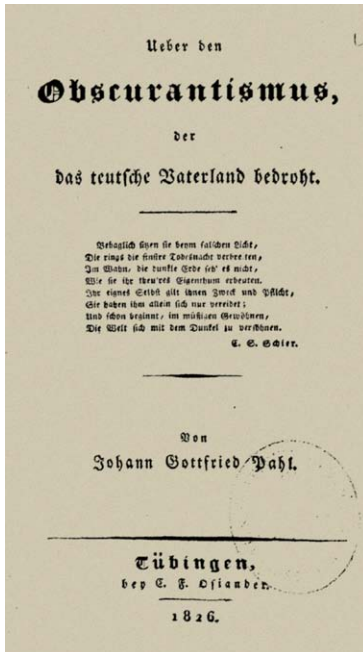 Ueber den
Obscurantismus,
der
das teutsche Vaterland bedroht.
Behaglich sitzen sie beym falschen Licht,
Die rings die finstre Todesnacht verbreiten,
Im Wahn, die dunkle Erde seh' es nicht,
Wie sie ihr theu'res Eigenthum erbeuten.
Ihr eignes Selbst gilt ihnen Zweck und Pflicht,
Sie haben ihm allein sich nur vereidet;
Und schon beginnt, im müßigen Gewöhnen,
Die Welt sich mit dem Dunkel zu versöhnen.
C. S. Schier.
Von
Johann Gottfried Pahl.
Tübingen,
bey C. F. Osiander.
1826.